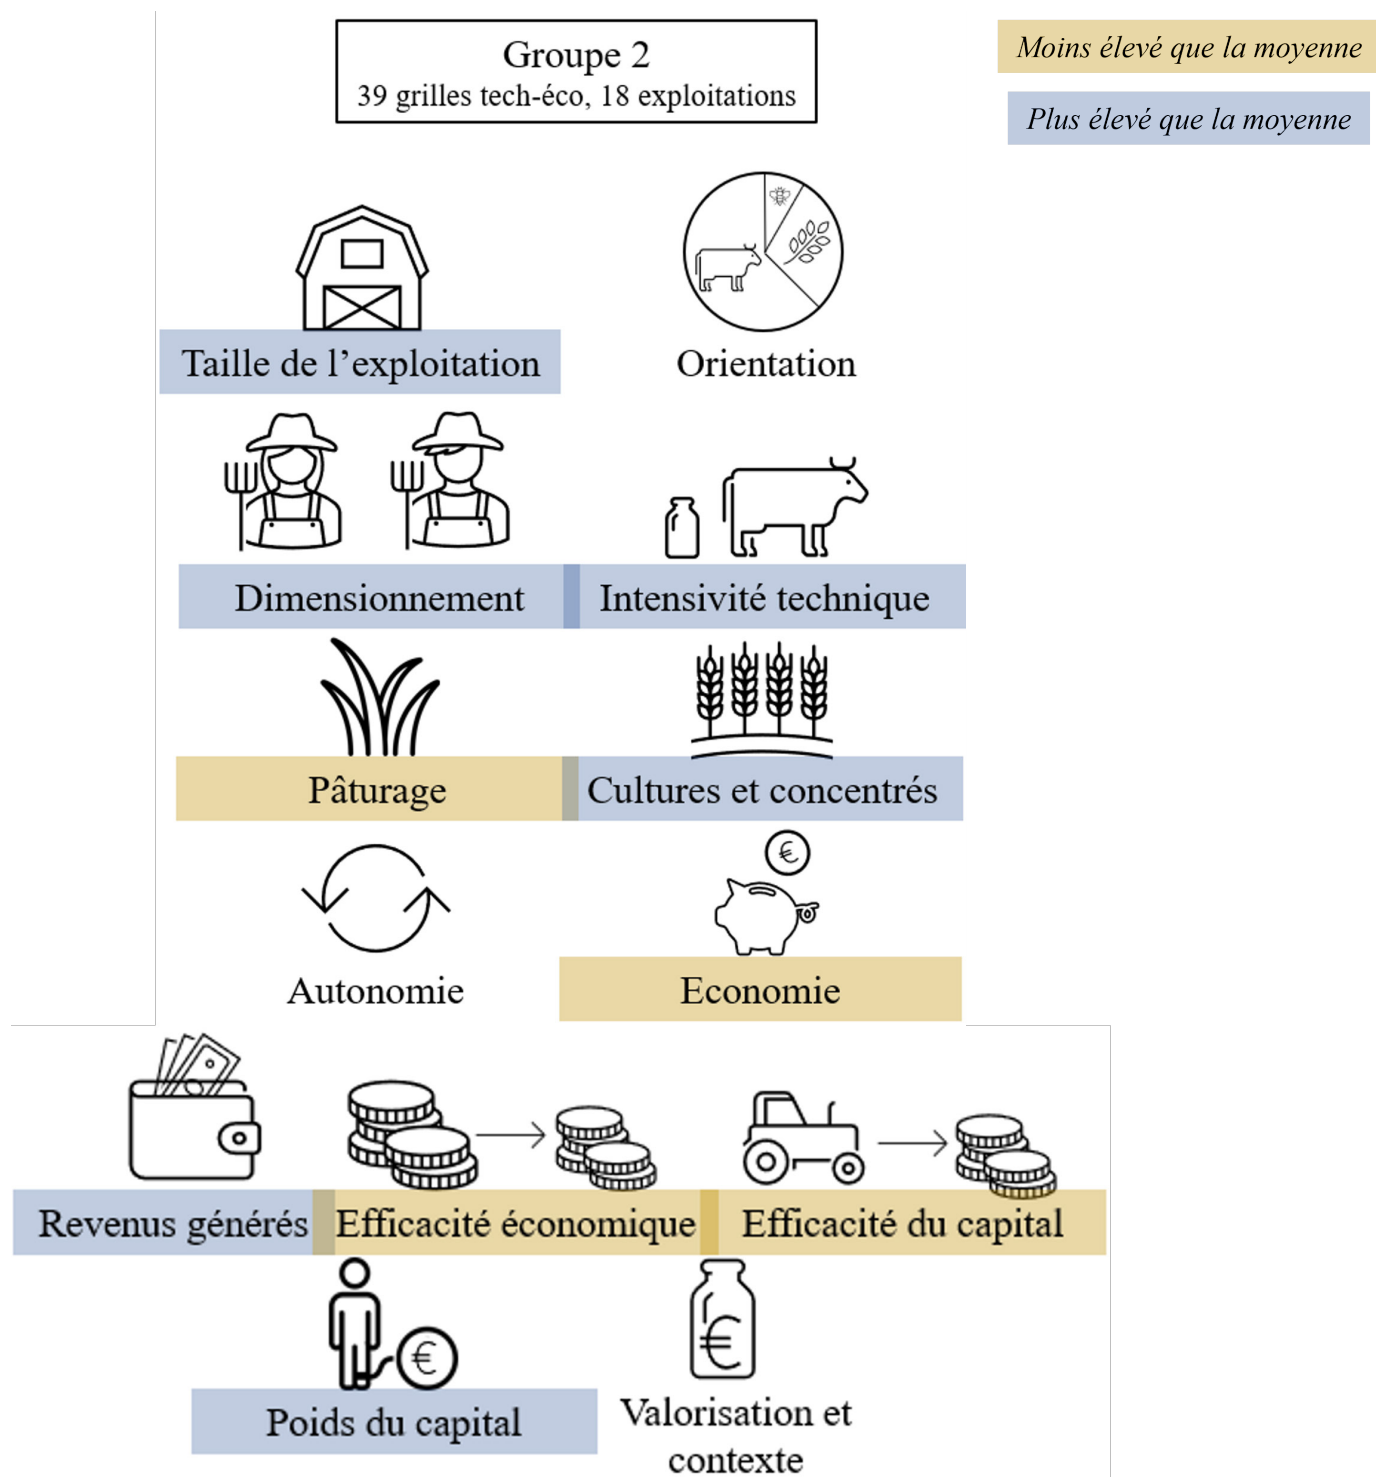 Groupe 2
39 grilles tech-éco, 18 exploitations
Moins élevé que la moyenne
Plus élevé que la moyenne
Taille de l’exploitation
Orientation
Dimensionnement
Intensivité technique
Pâturage
Cultures et concentrés
€
Autonomie
Economie
Revenus générés
Efficacité économique
Efficacité du capital
€
€
Poids du capital
Valorisation et
contexte